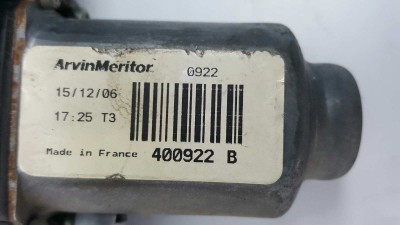 ArvinMeritor 0922
15/12/06
17:25 T3
Made in France 400922 B